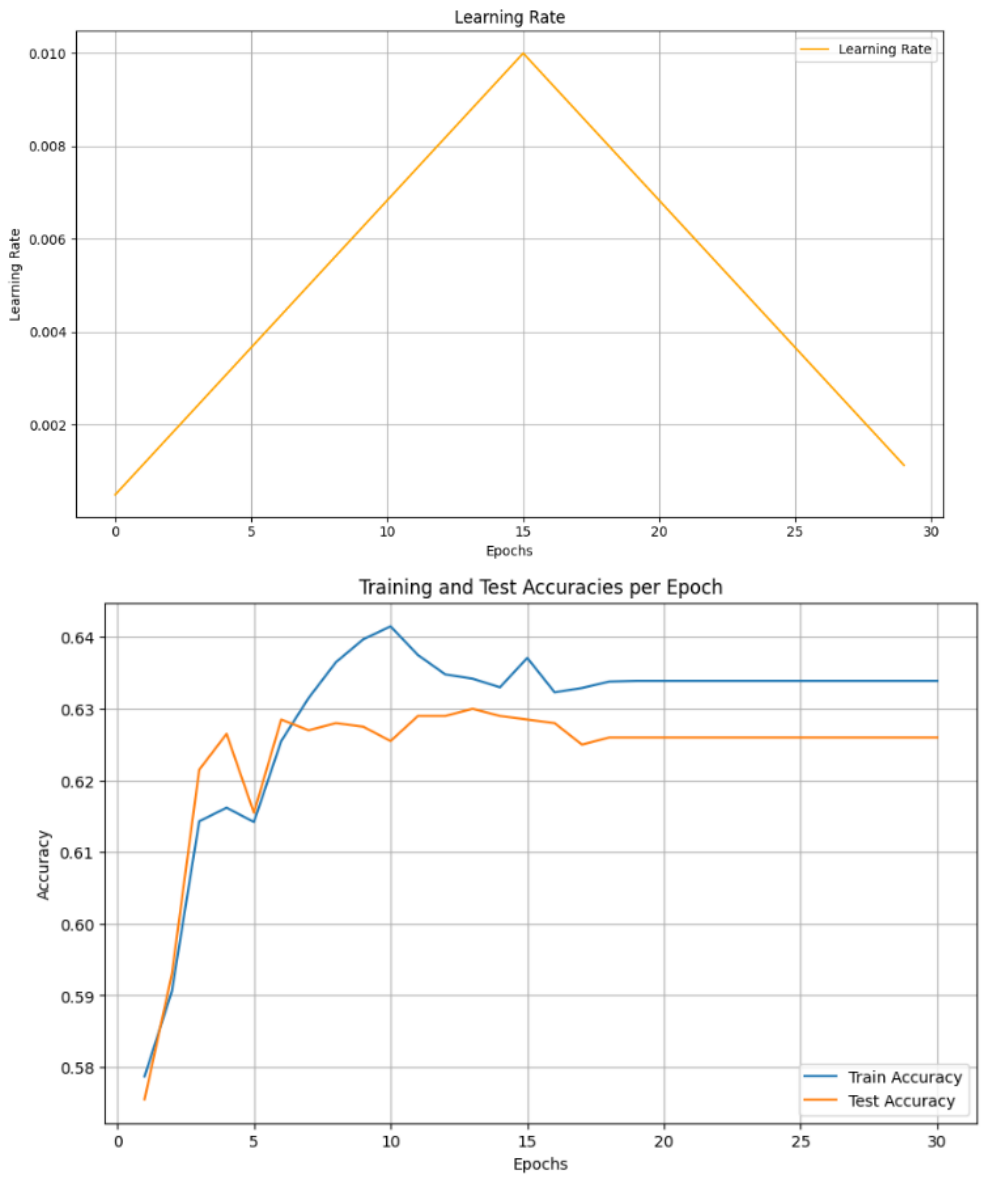 Learning Rate
Learning Rate
0.010
0.008
0.006
0.004
0.002
Learning Rate
0 5 10 15 20 25 30
Epochs
Training and Test Accuracies per Epoch
0.64
0.63
0.62
0.61
0.60
0.59
0.58
Accuracy
Train Accuracy
Test Accuracy
0 5 10 15 20 25 30
Epochs